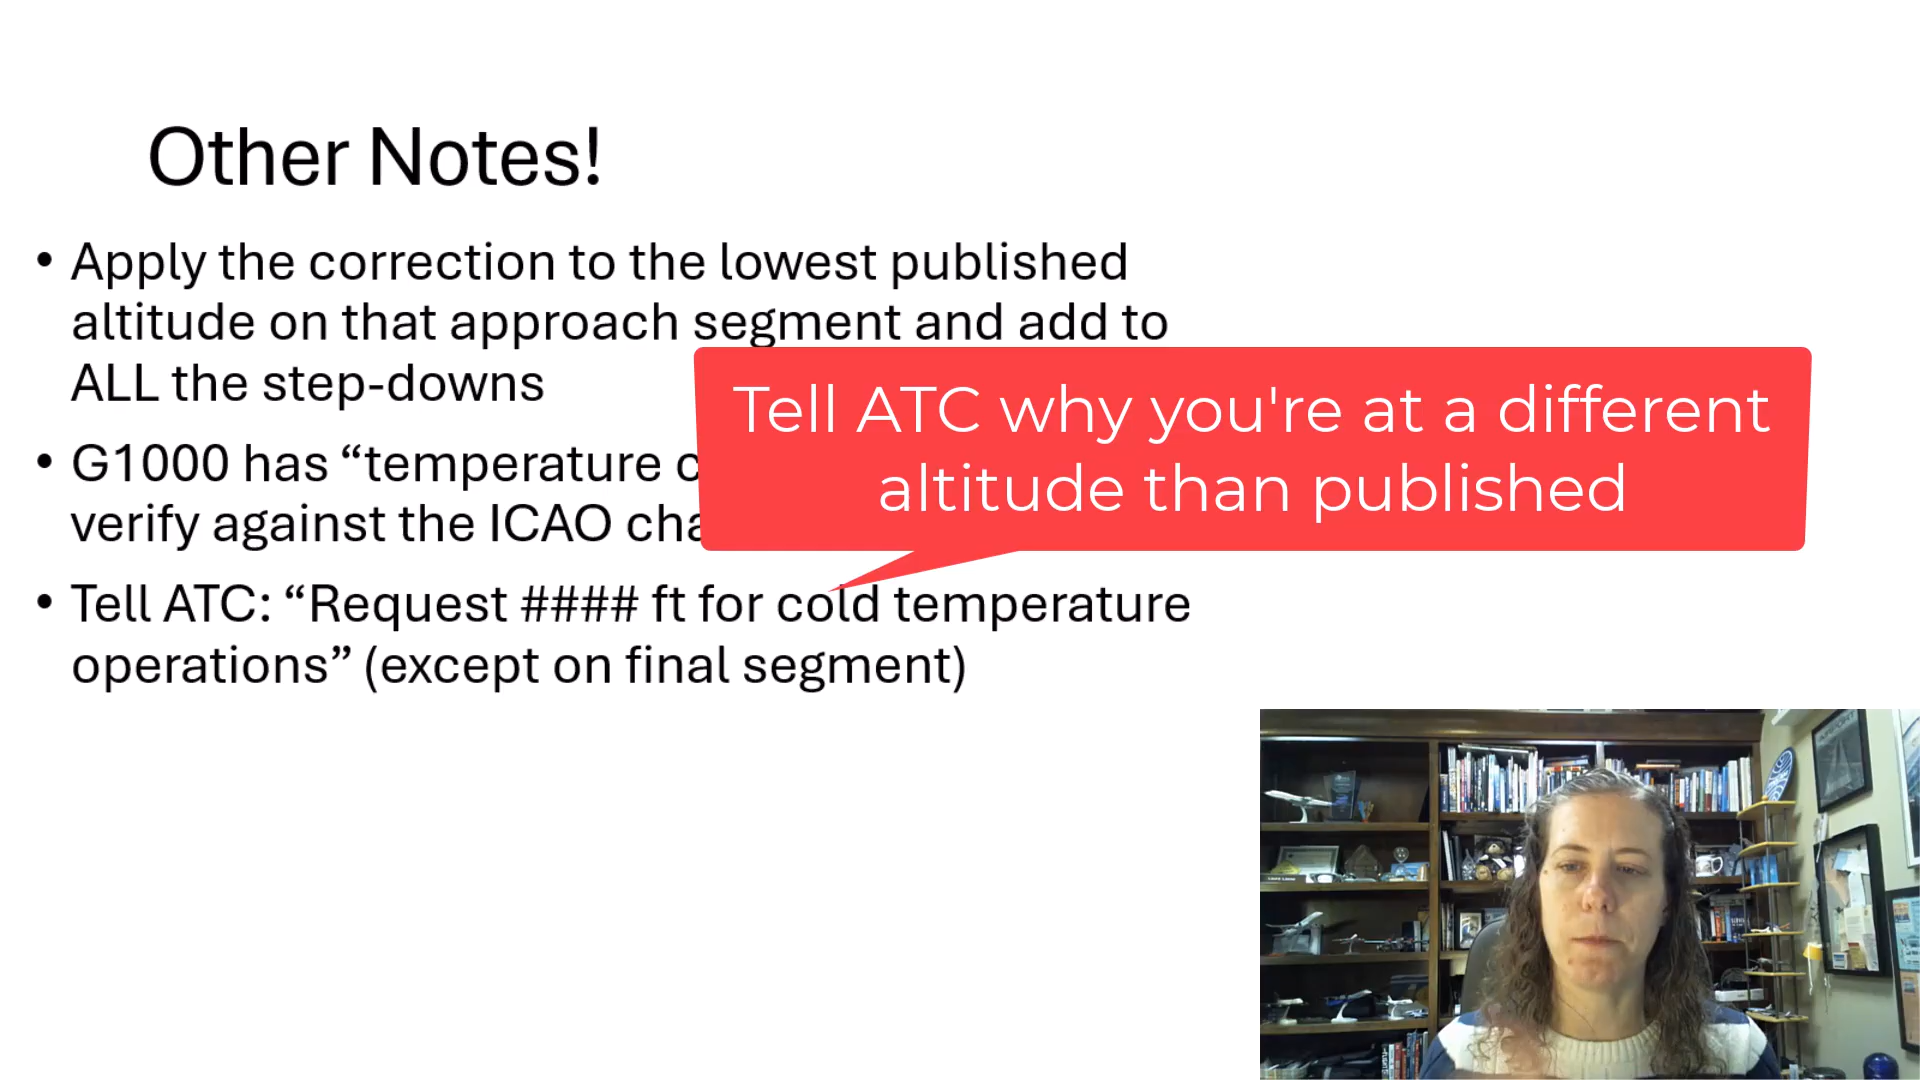 Other Notes!
• Apply the correction to the lowest published
altitude on that approach segment and add to
ALL the step-downs
Tell ATC why you're at a different
altitude than published
• G1000 has “temperature
verify against the ICAO
• Tell ATC: “Request #### ft for cold temperature
operations” (except on final segment)